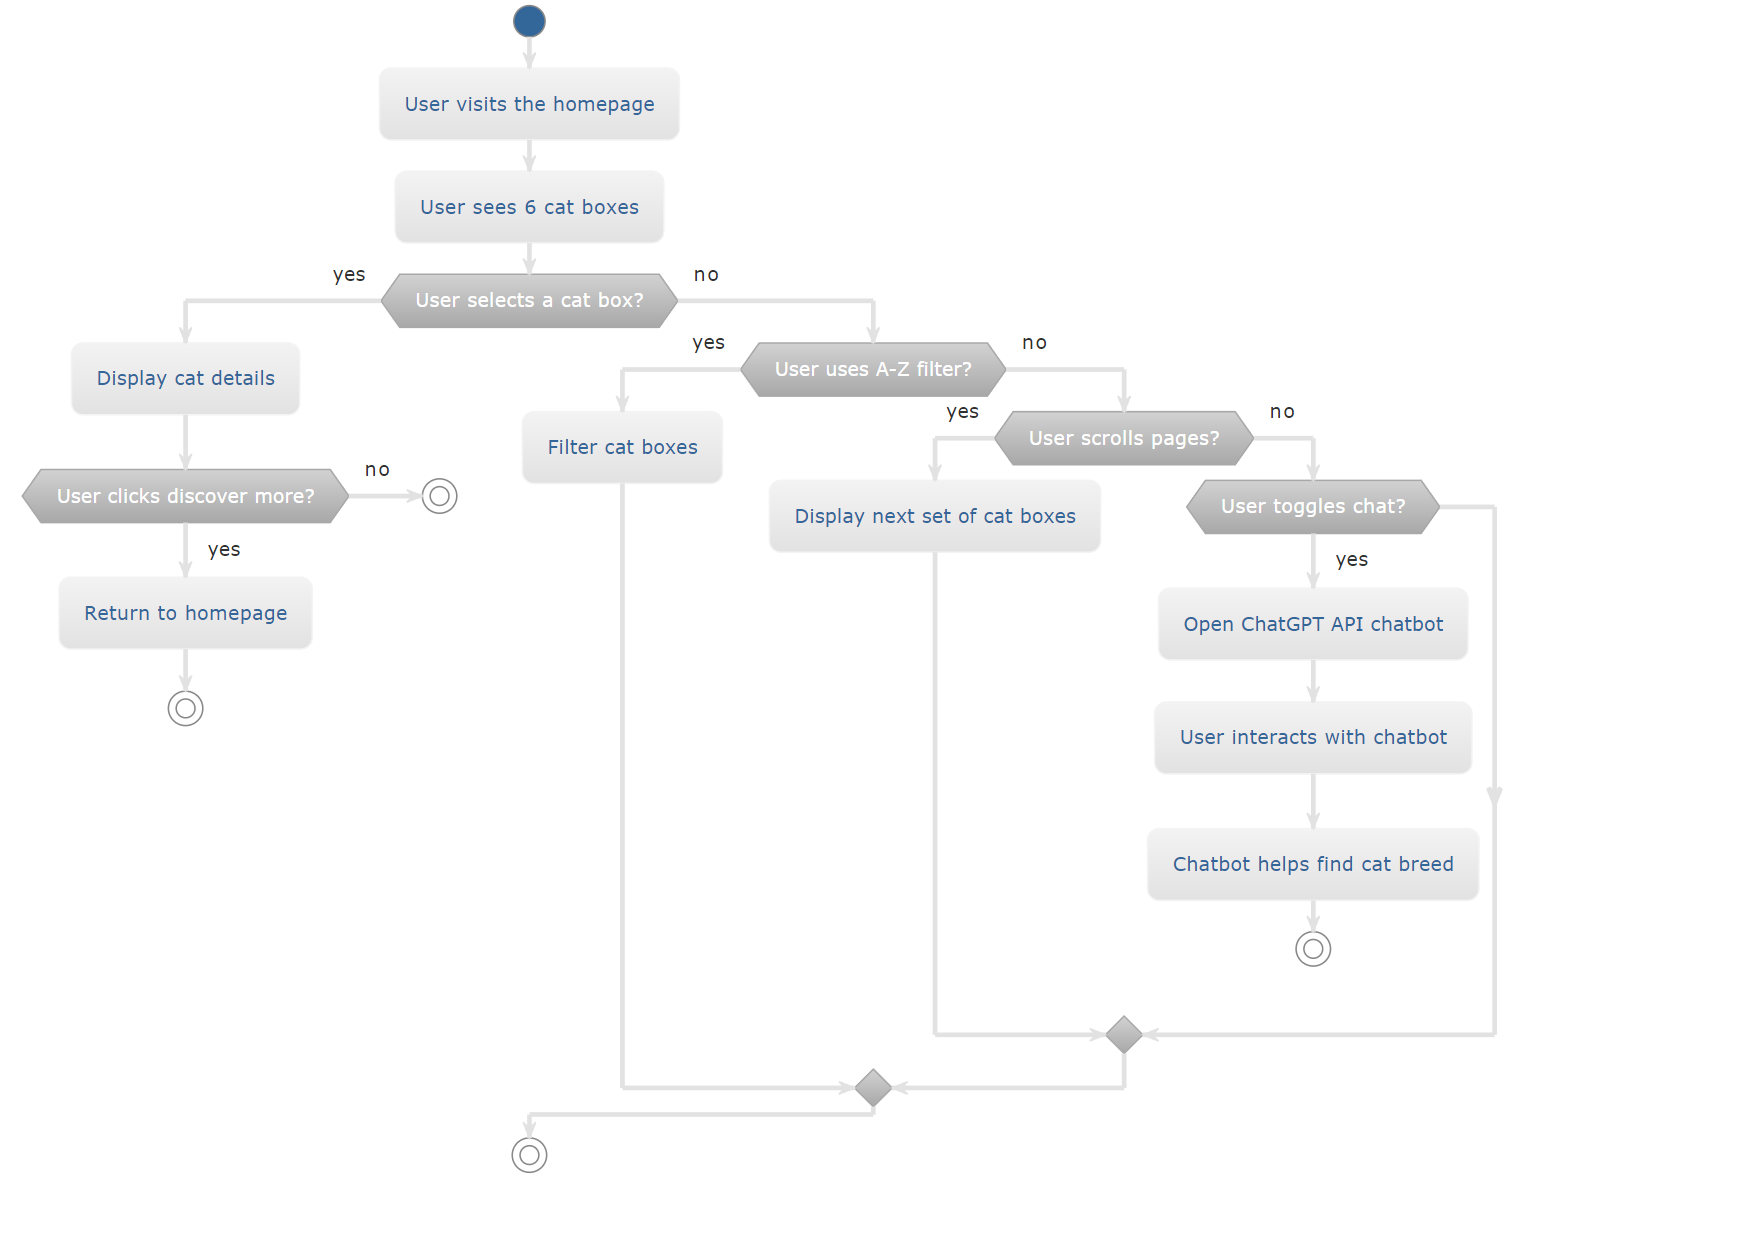 User visits the homepage
User sees 6 cat boxes
yes
User selects a cat box?
no
yes
User uses A-Z filter?
no
Display cat details
Filter cat boxes
yes
User scrolls pages?
no
User clicks discover more?
no
Display next set of cat boxes
User toggles chat?
yes
yes
Return to homepage
Open ChatGPT API chatbot
User interacts with chatbot
Chatbot helps find cat breed